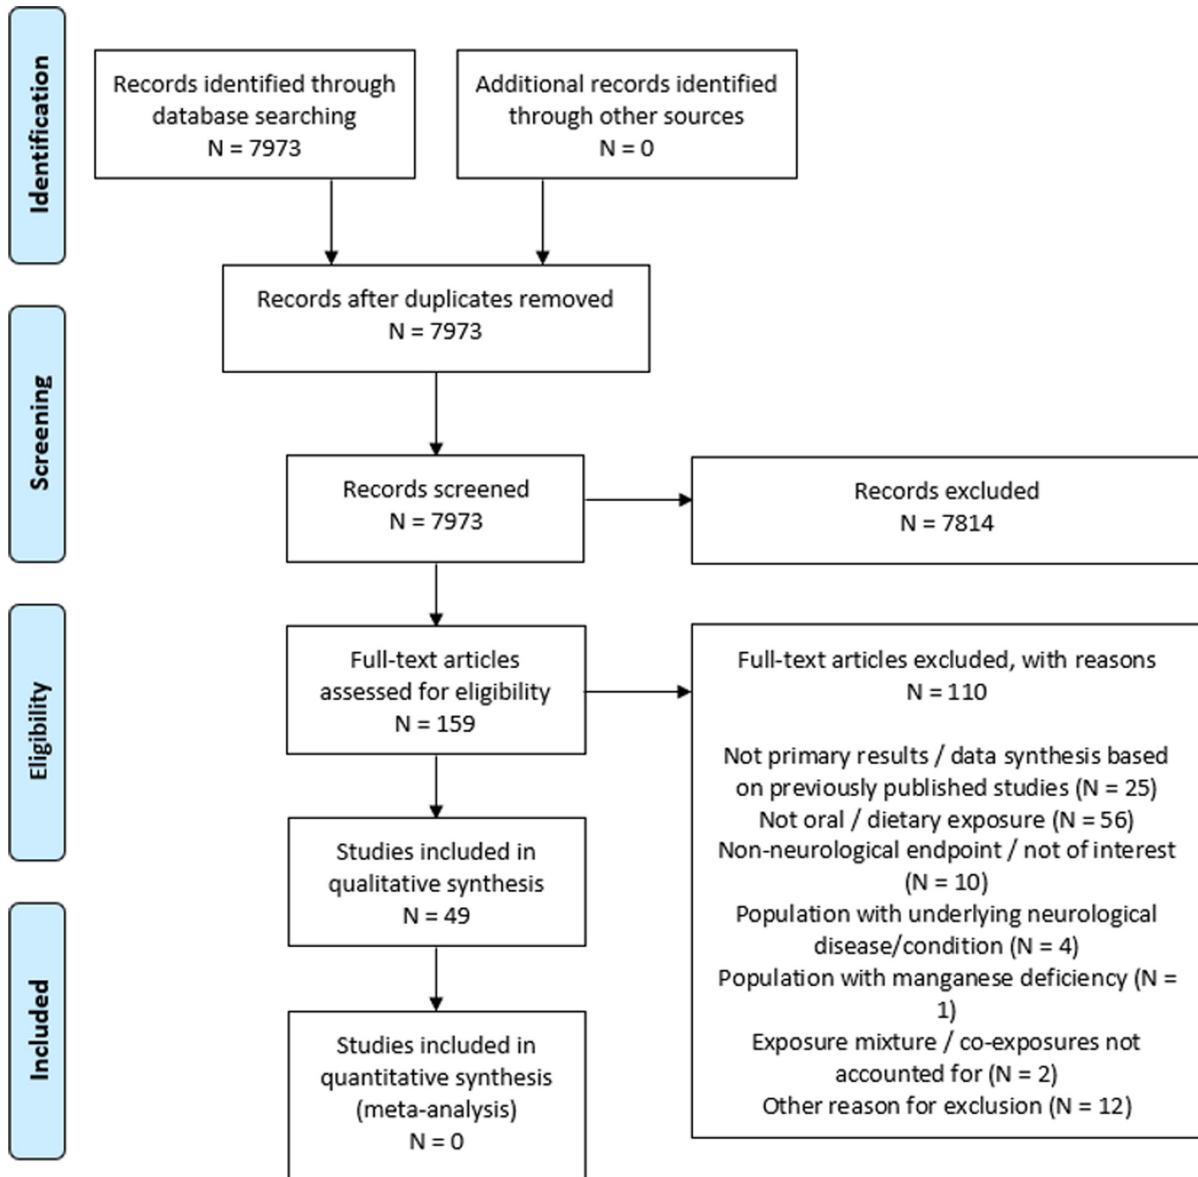 Identification
Records identified through
database searching
N = 7973
Additional records identified
through other sources
N = 0
Records after duplicates removed
N = 7973
Screening
Records screened
N = 7973
Records excluded
N = 7814
Eligibility
Full-text articles
assessed for eligibility
N = 159
Full-text articles excluded, with reasons
N = 110
Not primary results / data synthesis based
on previously published studies (N = 25)
Not oral / dietary exposure (N = 56)
Non-neurological endpoint / not of interest
(N = 10)
Population with underlying neurological
disease/condition (N = 4)
Population with manganese deficiency (N =
1)
Exposure mixture / co-exposures not
accounted for (N = 2)
Other reason for exclusion (N = 12)
Studies included in
qualitative synthesis
N = 49
Included
Studies included in
quantitative synthesis
(meta-analysis)
N = 0